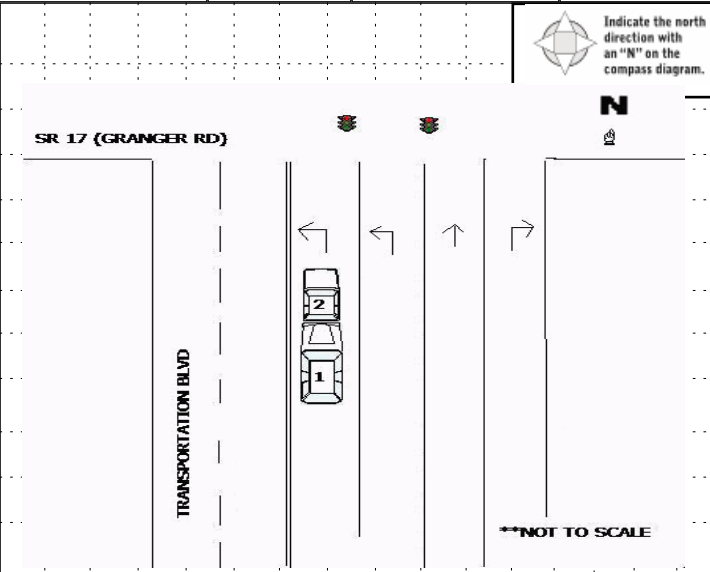 Indicate the north
direction with
an "N" on the
compass diagram.
N
SR 17 (GRANGER RD)
2
1
TRANSPORTATION BLVD
**NOT TO SCALE